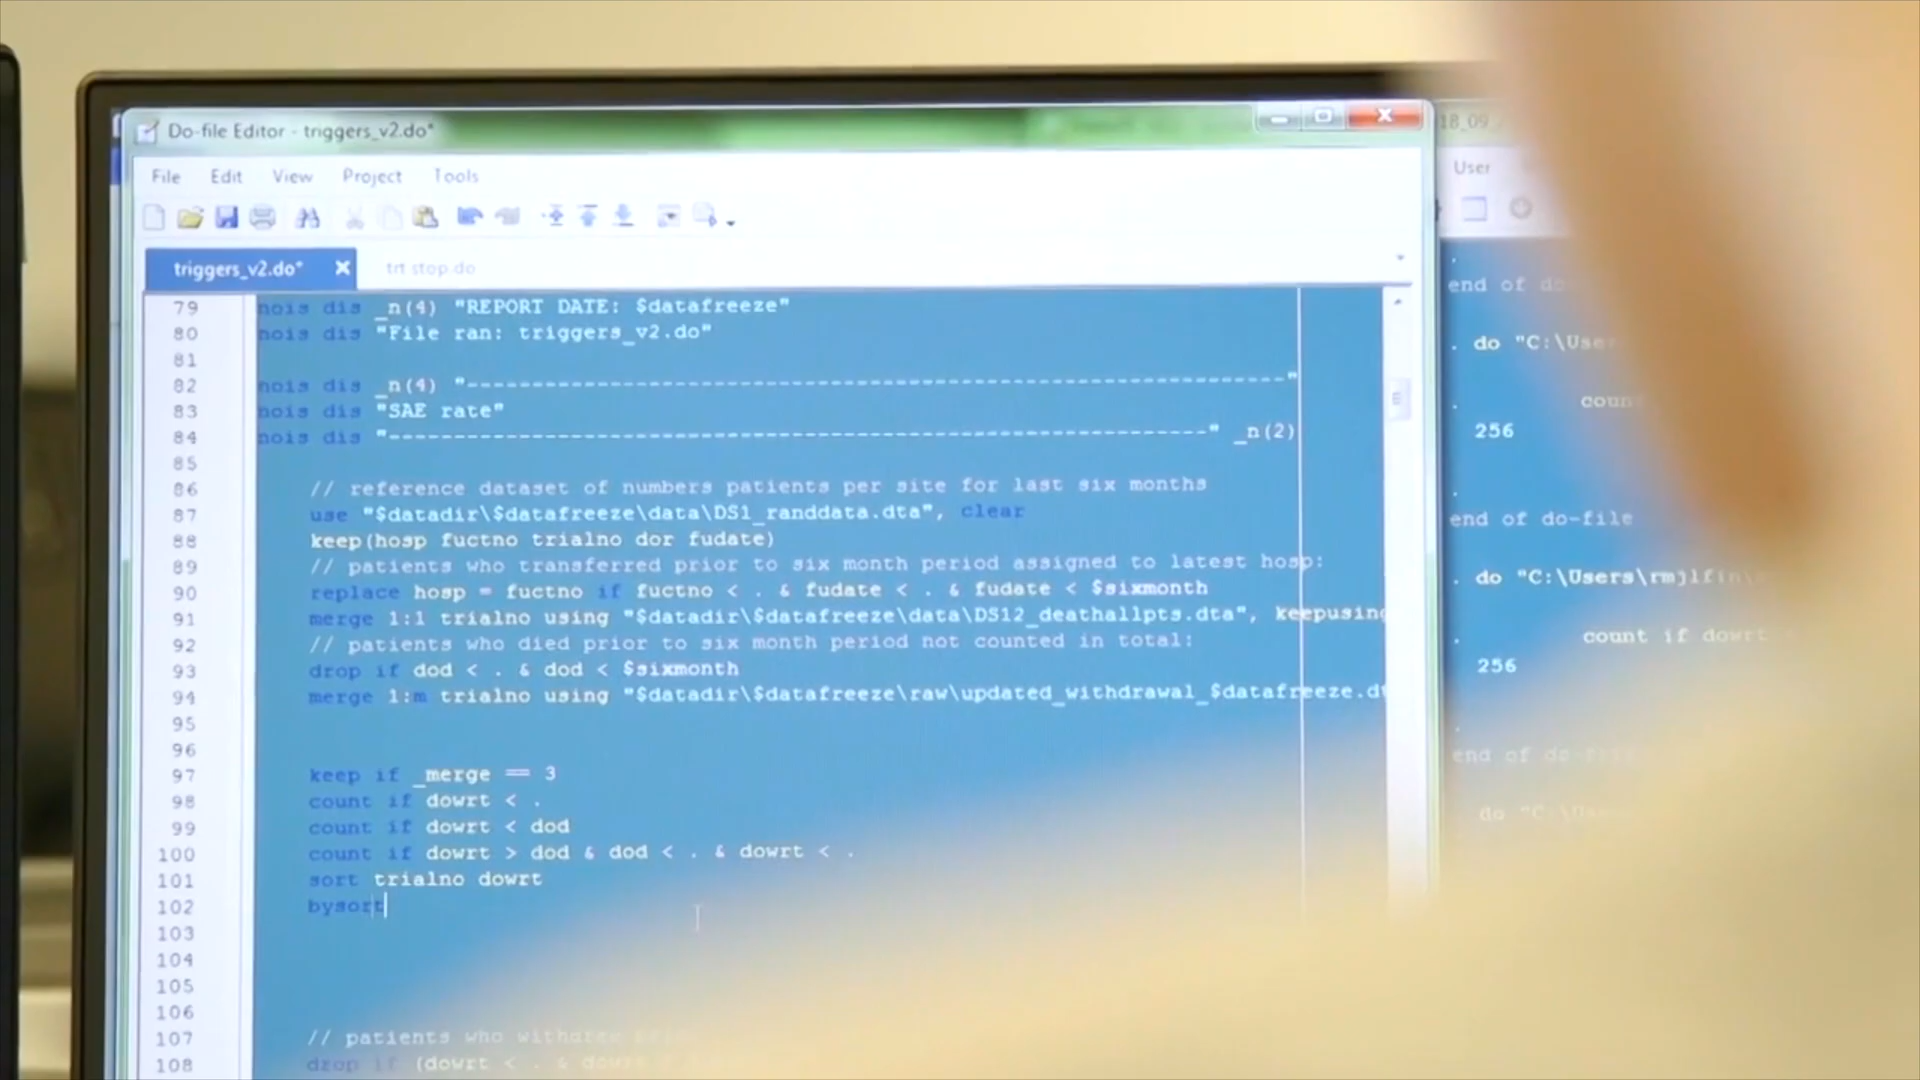 Do-file Editor - triggers_v2.do*
File Edit View Project Tools
triggers_v2.do* trt stop.do
79 nois dis _n(4) "REPORT DATE: $datafreeze"
80 nois dis "File ran: triggers_v2.do"
81
82 nois dis _n(4) "---------------------------------------------------------------"
83 nois dis "SAE rate"
84 nois dis "---------------------------------------------------------------" _n(2)
85
86 // reference dataset of numbers patients per site for last six months
87 use "$datadir\$datafreeze\data\DS1_randdata.dta", clear
88 keep(hosp fuctno trialno dor fudate)
89 // patients who transferred prior to six month period assigned to latest hosp:
90 replace hosp = fuctno if fuctno < . & fudate < . & fudate < $sixmonth
91 merge 1:1 trialno using "$datadir\$datafreeze\data\DS12_deathallpts.dta", keepusing
92 // patients who died prior to six month period not counted in total:
93 drop if dod < . & dod < $sixmonth
94 merge 1:m trialno using "$datadir\$datafreeze\raw\updated_withdrawal_$datafreeze.dt
95
96
97 keep if _merge == 3
98 count if dowrt < .
99 count if dowrt < dod
100 count if dowrt > dod & dod < . & dowrt < .
101 sort trialno dowrt
102 bysort
103
104
105
106
107 // patients who withdrew
108 drop if (dowrt < . &
18_09
User
.
end of do-
. do "C:\User
. count
256
.
end of do-file
. do "C:\Users\rmjlfin\
. count if dowrt <
256
.
end of do-file
do "C:\Users